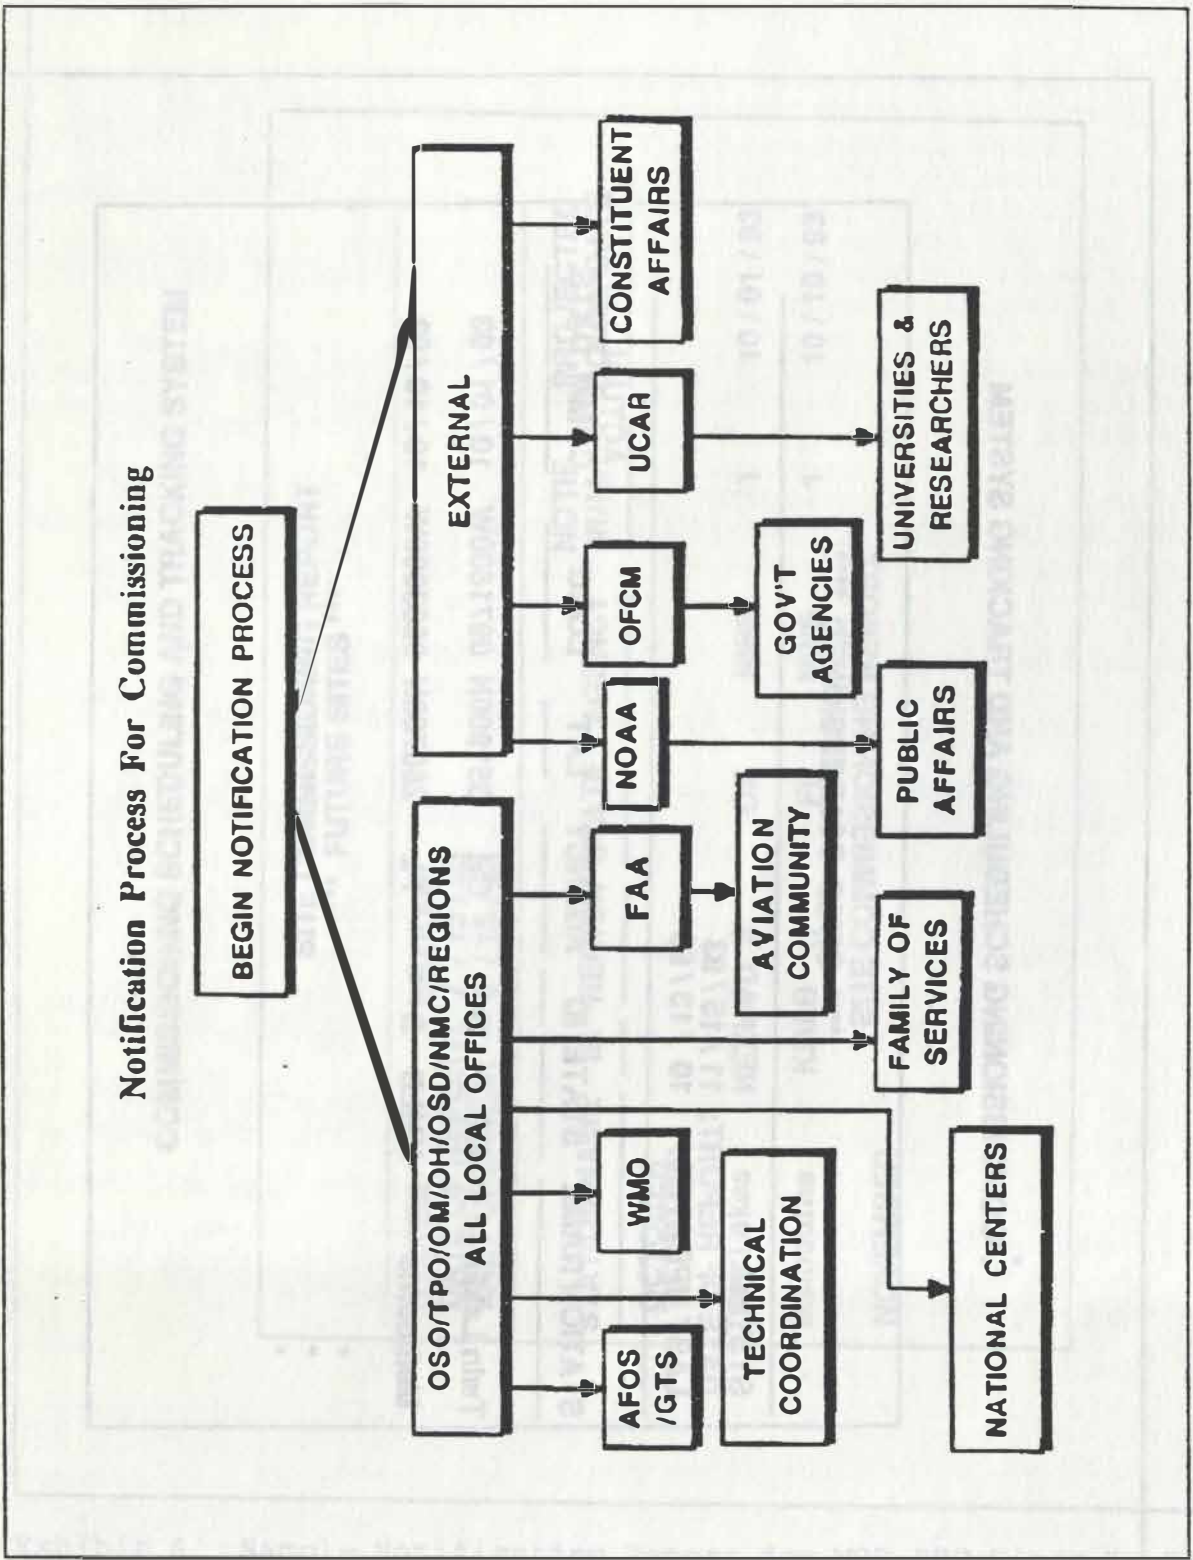 Notification Process For Commissioning
BEGIN NOTIFICATION PROCESS
OSO/TPO/OM/OH/OSD/NMC/REGIONS
ALL LOCAL OFFICES
EXTERNAL
AFOS
/GTS
WMO
FAA
NOAA
OFCM
UCAR
CONSTITUENT
AFFAIRS
TECHNICAL
COORDINATION
AVIATION
COMMUNITY
GOV'T
AGENCIES
FAMILY OF
SERVICES
PUBLIC
AFFAIRS
UNIVERSITIES &
RESEARCHERS
NATIONAL CENTERS